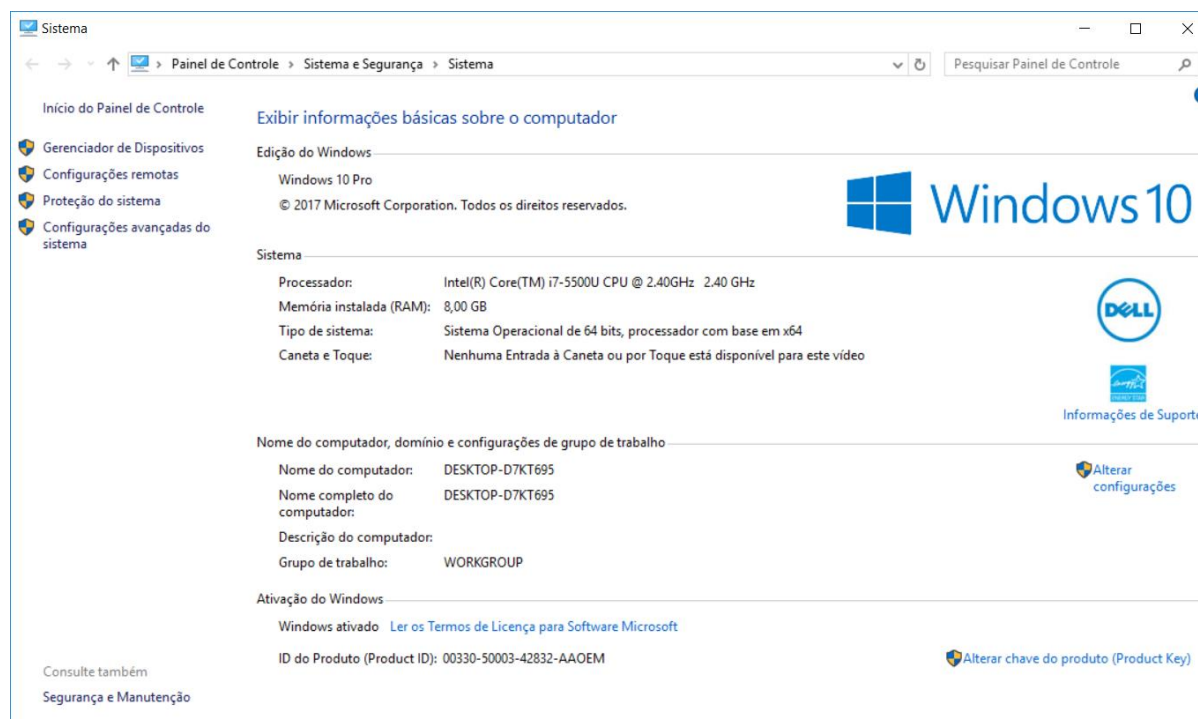 Sistema
Painel de Controle > Sistema e Segurança > Sistema
Pesquisar Painel de Controle
Início do Painel de Controle
Gerenciador de Dispositivos
Configurações remotas
Proteção do sistema
Configurações avançadas do
sistema
Exibir informações básicas sobre o computador
Edição do Windows
Windows 10 Pro
© 2017 Microsoft Corporation. Todos os direitos reservados.
Windows 10
Sistema
Processador: Intel(R) Core(TM) i7-5500U CPU @ 2.40GHz 2.40 GHz
Memória instalada (RAM): 8,00 GB
Tipo de sistema: Sistema Operacional de 64 bits, processador com base em x64
Caneta e Toque: Nenhuma Entrada à Caneta ou por Toque está disponível para este vídeo
DELL
energy
ENERGY STAR
Informações de Suporte
Nome do computador, domínio e configurações de grupo de trabalho
Nome do computador: DESKTOP-D7KT695
Nome completo do
computador: DESKTOP-D7KT695
Descrição do computador:
Grupo de trabalho: WORKGROUP
Alterar
configurações
Ativação do Windows
Windows ativado Ler os Termos de Licença para Software Microsoft
ID do Produto (Product ID): 00330-50003-42832-AAOEM
Alterar chave do produto (Product Key)
Consulte também
Segurança e Manutenção